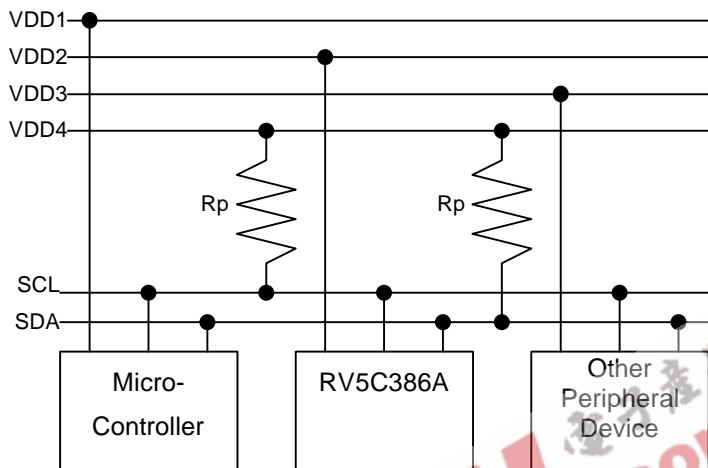 VDD1
VDD2
VDD3
VDD4
Rp
Rp
SCL
SDA
Micro-
Controller
RV5C386A
Other
Peripheral
Device